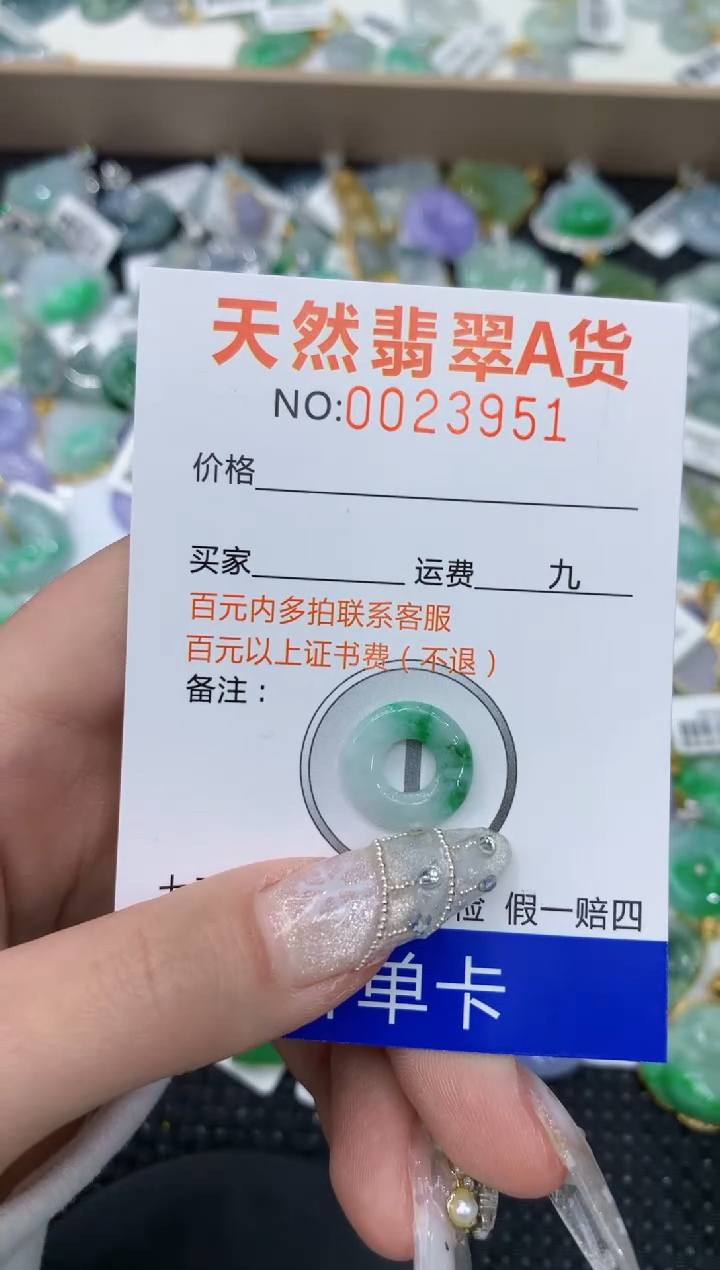 天然翡翠A货
NO:0023951
价格
买家 运费 九
百元内多拍联系客服
百元以上证书费(不退)
备注:
检 假一赔四
单卡